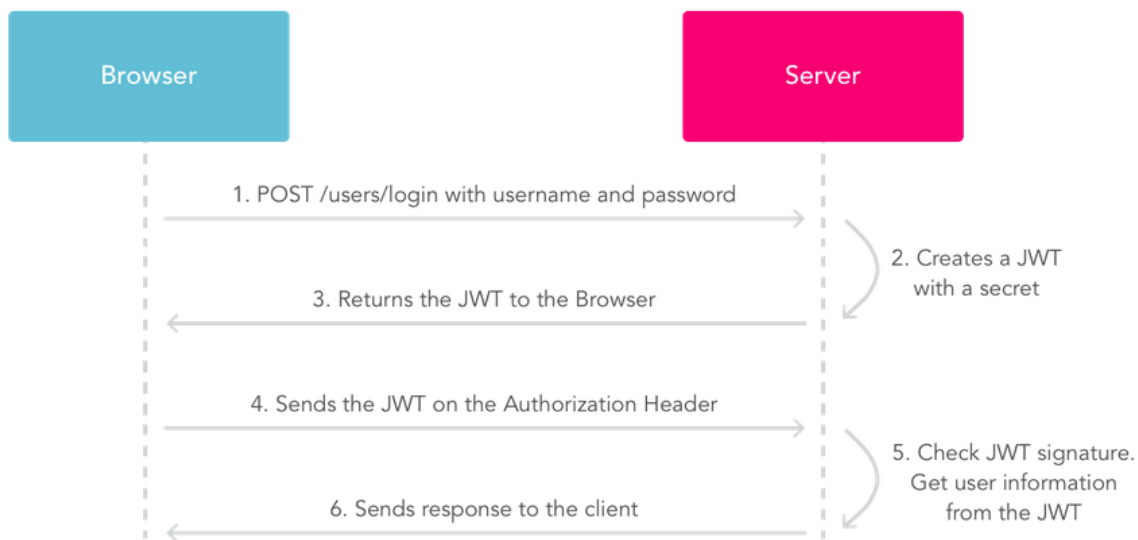 Browser
Server
1. POST /users/login with username and password
2. Creates a JWT
with a secret
3. Returns the JWT to the Browser
4. Sends the JWT on the Authorization Header
5. Check JWT signature.
Get user information
from the JWT
6. Sends response to the client